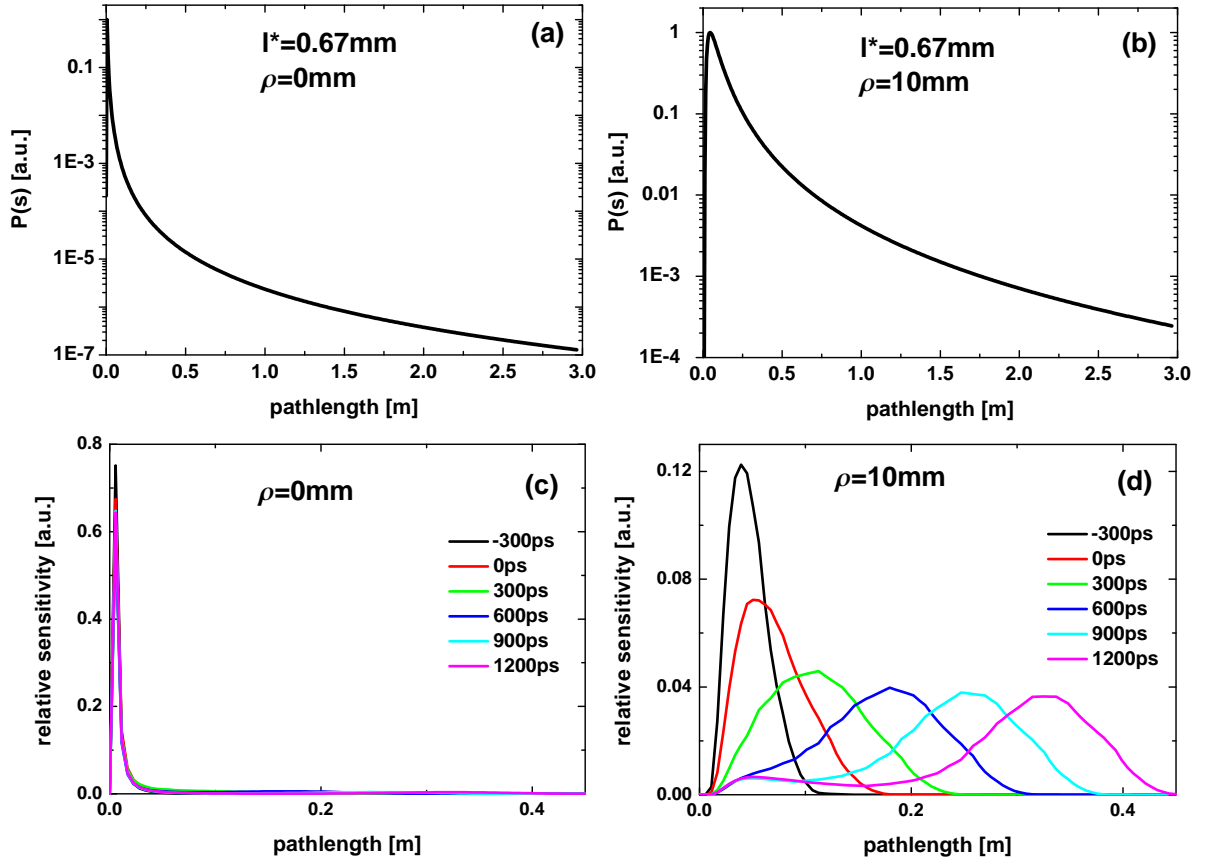 (a)
l*=0.67mm
ρ=0mm
P(s) [a.u.]
0.1
1E-3
1E-5
1E-7
0.0 0.5 1.0 1.5 2.0 2.5 3.0
pathlength [m]
(b)
l*=0.67mm
ρ=10mm
P(s) [a.u.]
1
0.1
0.01
1E-3
1E-4
0.0 0.5 1.0 1.5 2.0 2.5 3.0
pathlength [m]
(c)
ρ=0mm
relative sensitivity [a.u.]
0.8
0.6
0.4
0.2
0.0
-300ps
0ps
300ps
600ps
900ps
1200ps
0.0 0.2 0.4
pathlength [m]
(d)
ρ=10mm
relative sensitivity [a.u.]
0.12
0.08
0.04
0.00
-300ps
0ps
300ps
600ps
900ps
1200ps
0.0 0.2 0.4
pathlength [m]